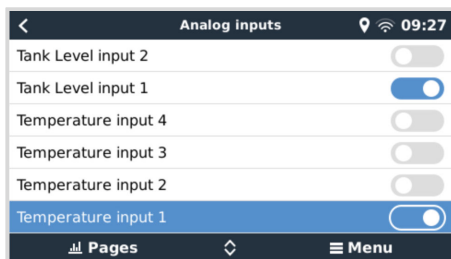 Analog inputs 09:27
Tank Level input 2
Tank Level input 1
Temperature input 4
Temperature input 3
Temperature input 2
Temperature input 1
Pages Menu